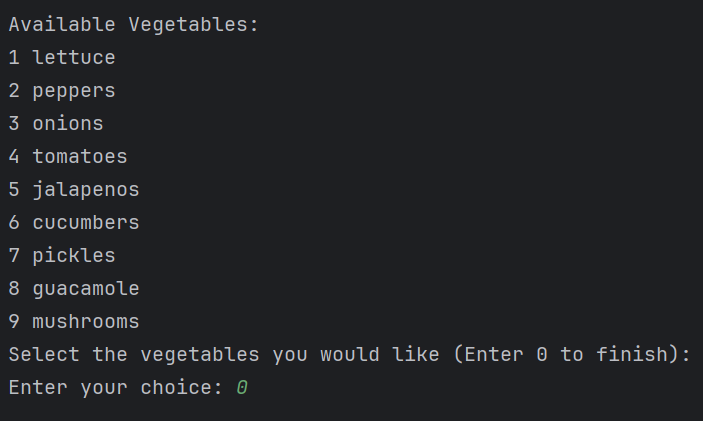 Available Vegetables:
1 lettuce
2 peppers
3 onions
4 tomatoes
5 jalapenos
6 cucumbers
7 pickles
8 guacamole
9 mushrooms
Select the vegetables you would like (Enter 0 to finish):
Enter your choice: 0